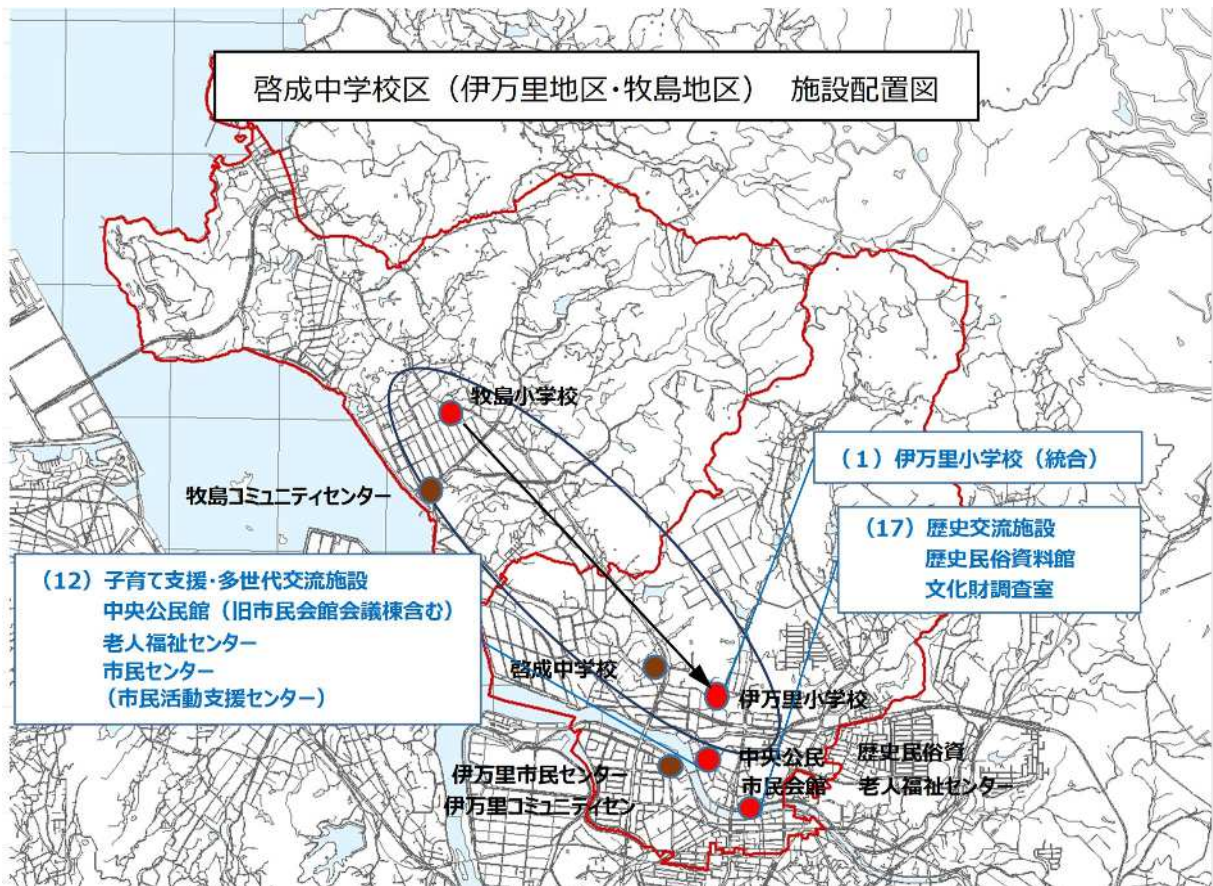 啓成中学校区（伊万里地区・牧島地区）　施設配置図
牧島小学校
（1）伊万里小学校（統合）
牧島コミュニティセンター
（17）歴史交流施設
歴史民俗資料館
文化財調査室
（12）子育て支援・多世代交流施設
中央公民館（旧市民会館会議棟含む）
老人福祉センター
市民センター
（市民活動支援センター）
啓成中学校
伊万里小学校
中央公民
市民会館
歴史民俗資
老人福祉センター
伊万里市民センター
伊万里コミュニティセン